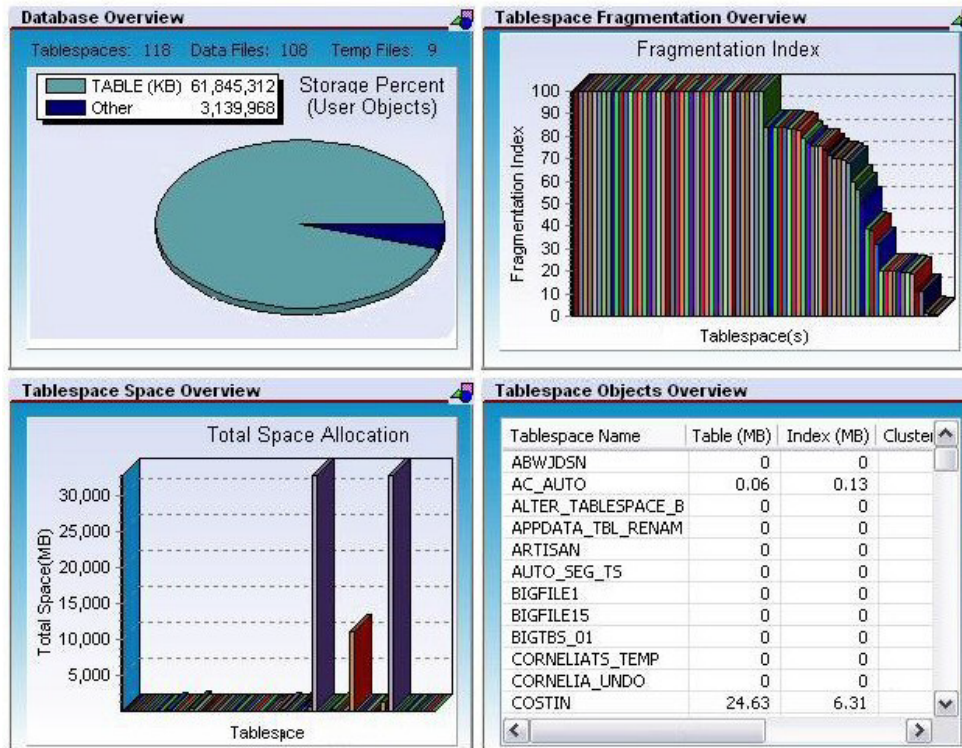 Database Overview
Tablespaces: 118 Data Files: 108 Temp Files: 9
TABLE (KB) 61,845,312
Other 3,139,968
Storage Percent
(User Objects)
Tablespace Fragmentation Overview
Fragmentation Index
Fragmentation Index
100
90
80
70
60
50
40
30
20
10
0
Tablespace(s)
Tablespace Space Overview
Total Space Allocation
Total Space(MB)
30,000
25,000
20,000
15,000
10,000
5,000
Tablespace
Tablespace Objects Overview
Tablespace Name Table (MB) Index (MB) Cluster
ABWJDSN 0 0
AC_AUTO 0.06 0.13
ALTER_TABLESPACE_B 0 0
APPDATA_TBL_RENAM 0 0
ARTISAN 0 0
AUTO_SEG_TS 0 0
BIGFILE1 0 0
BIGFILE15 0 0
BIGTBS_01 0 0
CORNELIATS_TEMP 0 0
CORNELIA_UNDO 0 0
COSTIN 24.63 6.31